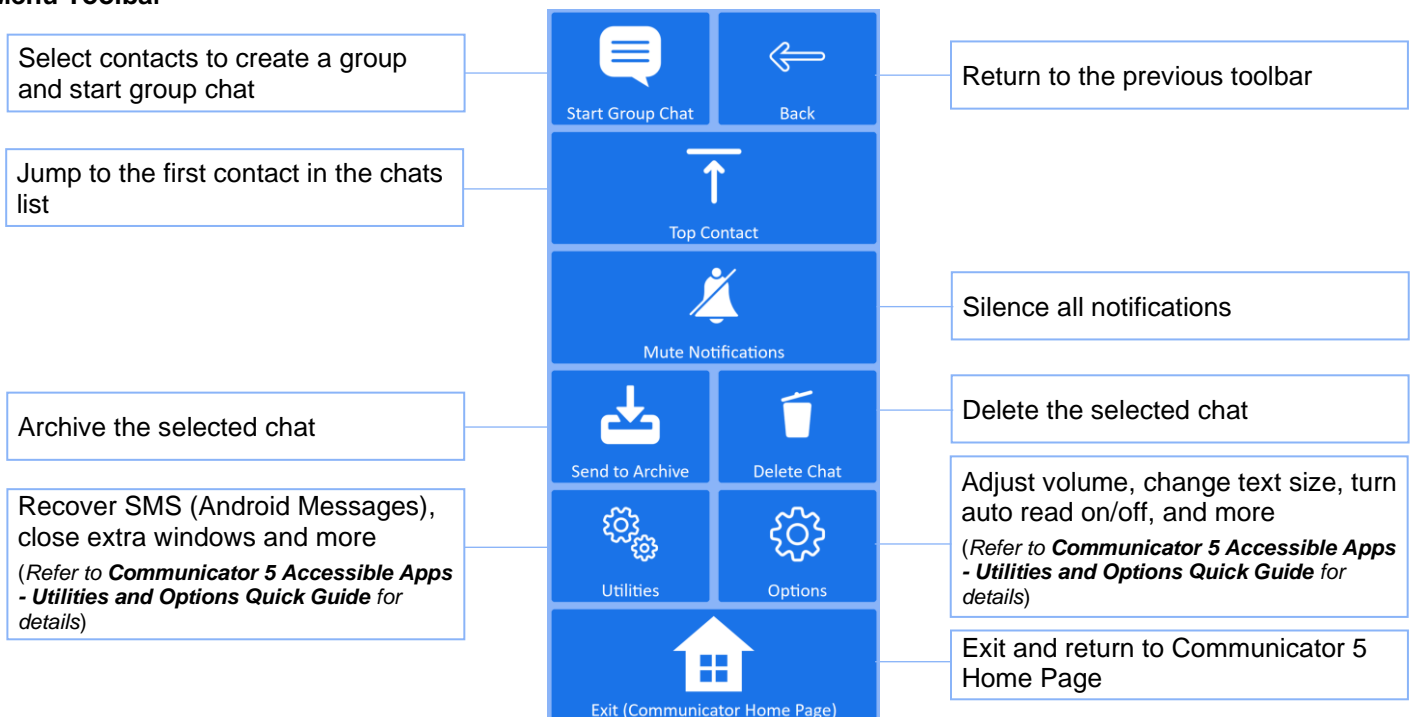 Menu Toolbar
Select contacts to create a group
and start group chat
Start Group Chat
Back
Return to the previous toolbar
Jump to the first contact in the chats
list
Top Contact
Mute Notifications
Silence all notifications
Archive the selected chat
Send to Archive
Delete Chat
Delete the selected chat
Recover SMS (Android Messages),
close extra windows and more
(Refer to Communicator 5 Accessible Apps
- Utilities and Options Quick Guide for
details)
Utilities
Options
Adjust volume, change text size, turn
auto read on/off, and more
(Refer to Communicator 5 Accessible Apps
- Utilities and Options Quick Guide for
details)
Exit (Communicator Home Page)
Exit and return to Communicator 5
Home Page